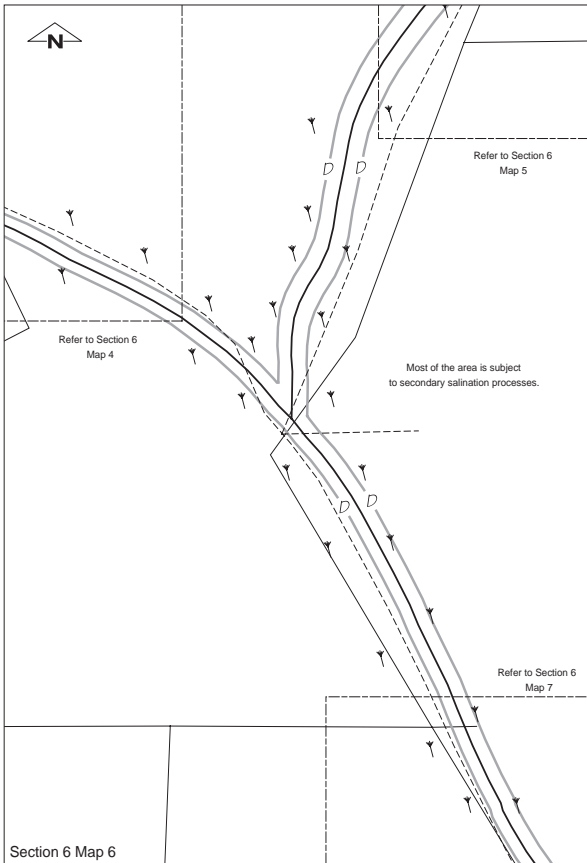 N
Refer to Section 6
Map 5
D D
Refer to Section 6
Map 4
Most of the area is subject
to secondary salination processes.
D D
Refer to Section 6
Map 7
Section 6 Map 6